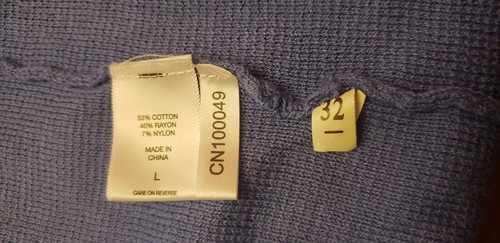 53% COTTON
40% RAYON
7% NYLON
MADE IN
CHINA
L
CARE ON REVERSE
CN100049
32